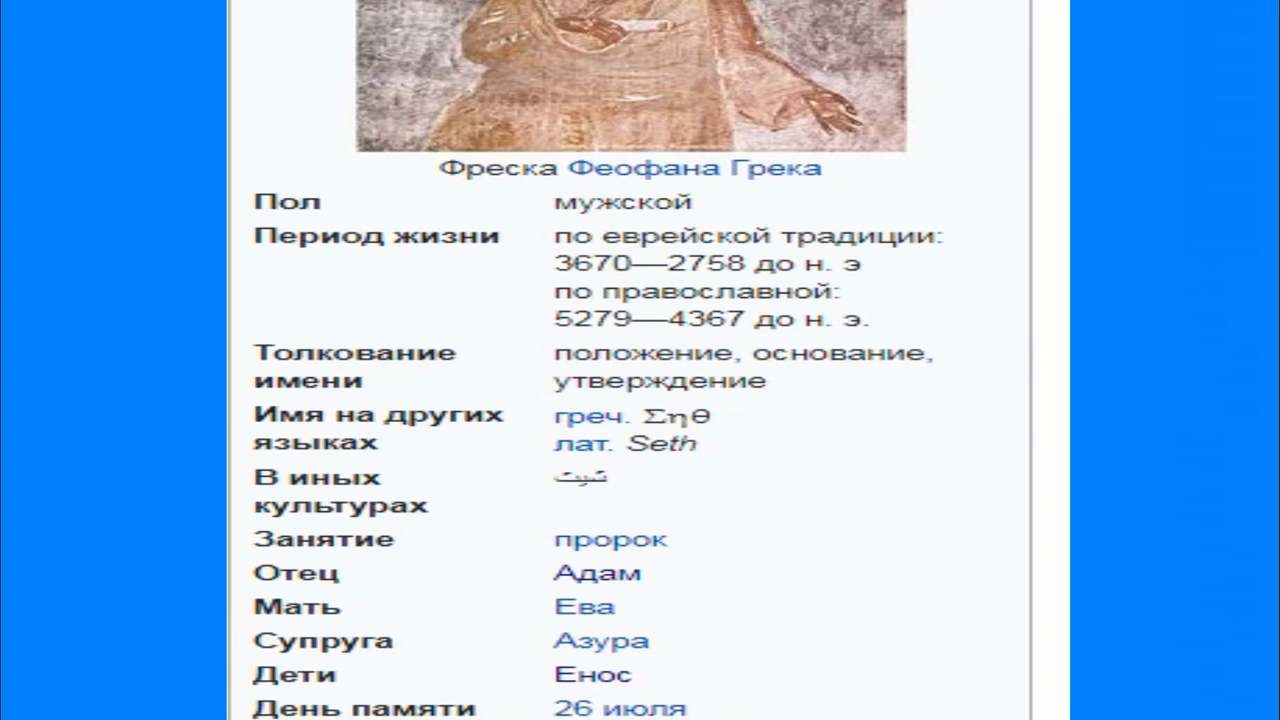 Фреска Феофана Грека
Пол мужской
Период жизни по еврейской традиции:
3670—2758 до н. э
по православной:
5279—4367 до н. э.
Толкование положение, основание,
имени утверждение
Имя на других греч. Σηθ
языках лат. Seth
В иных شيث
культурах
Занятие пророк
Отец Адам
Мать Ева
Супруга Азура
Дети Енос
День памяти 26 июля